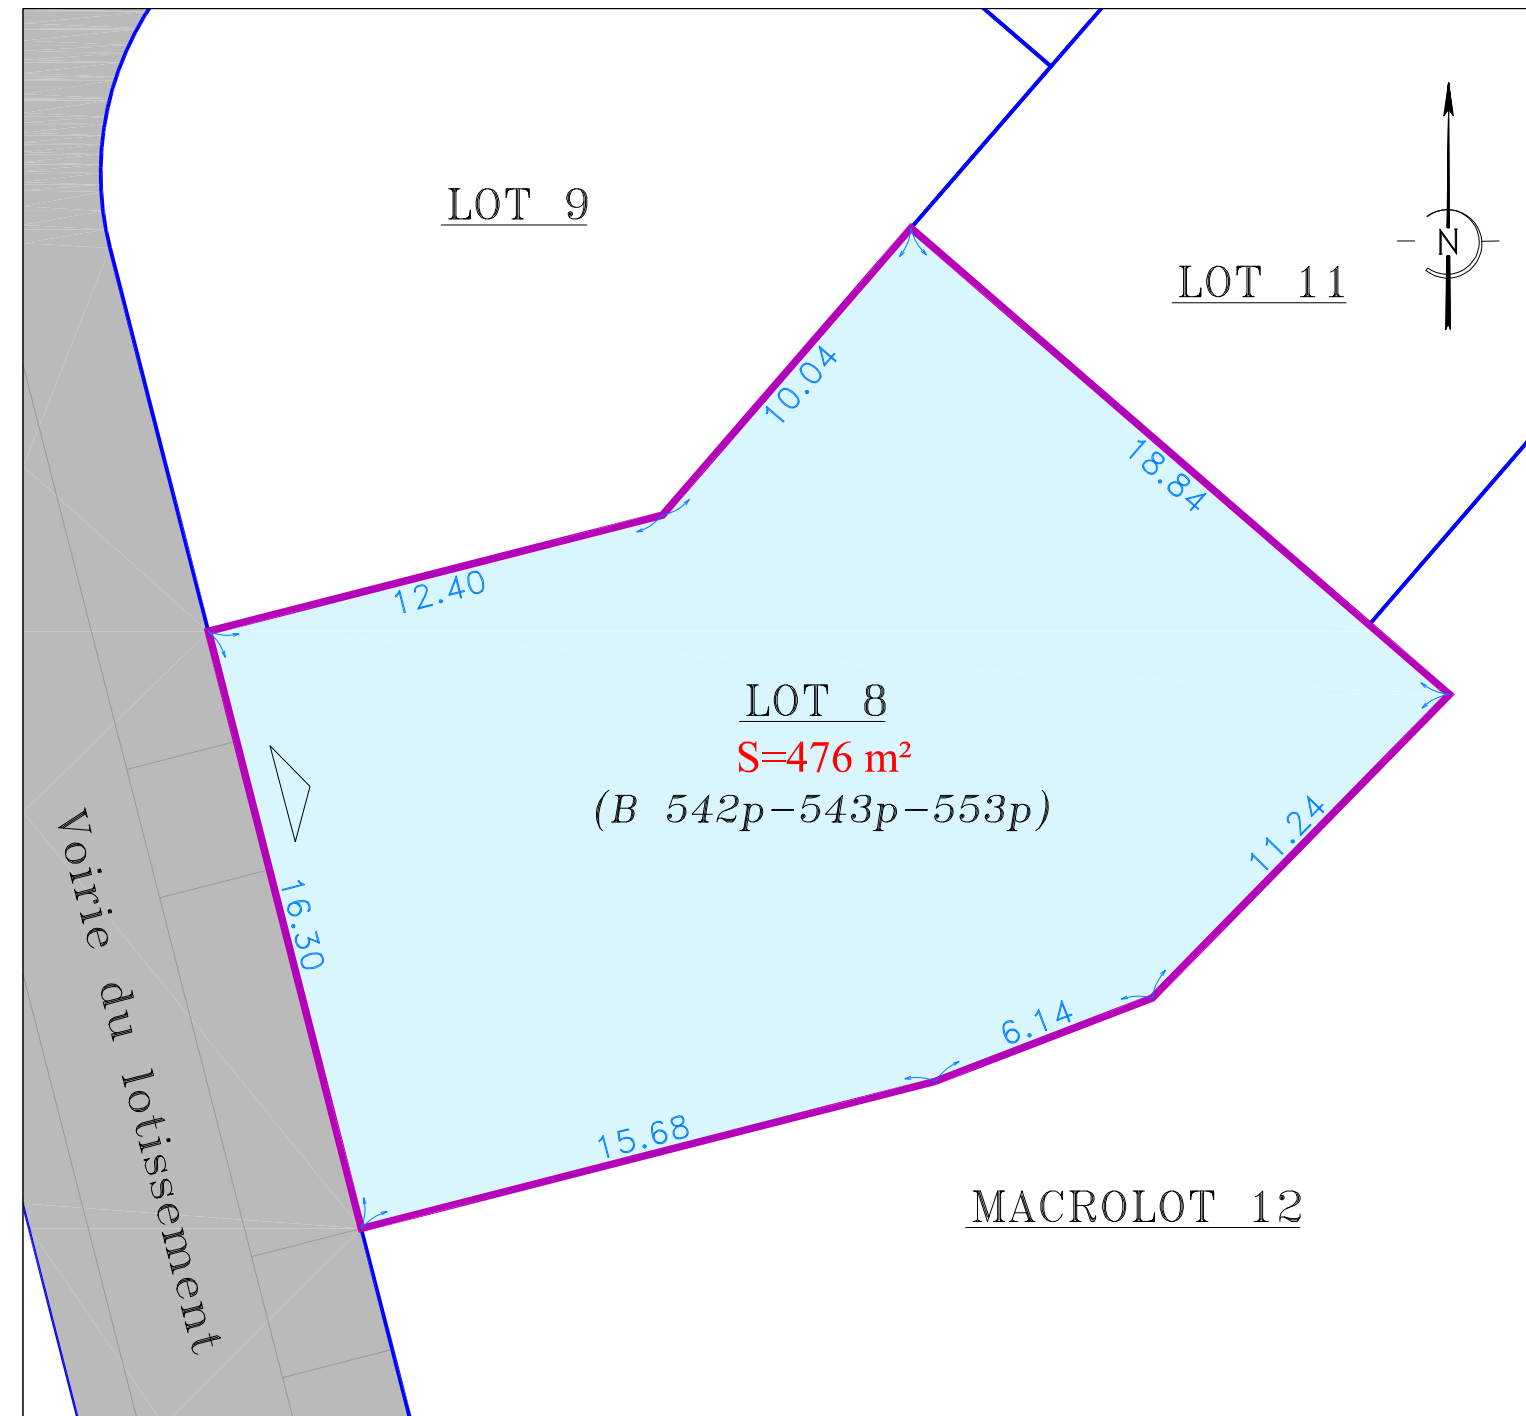 LOT 9
N
LOT 11
10.04
18.84
12.40
LOT 8
S=476 m²
(B 542p-543p-553p)
11.24
16.30
Voirie du lotissement
6.14
15.68
MACROLOT 12